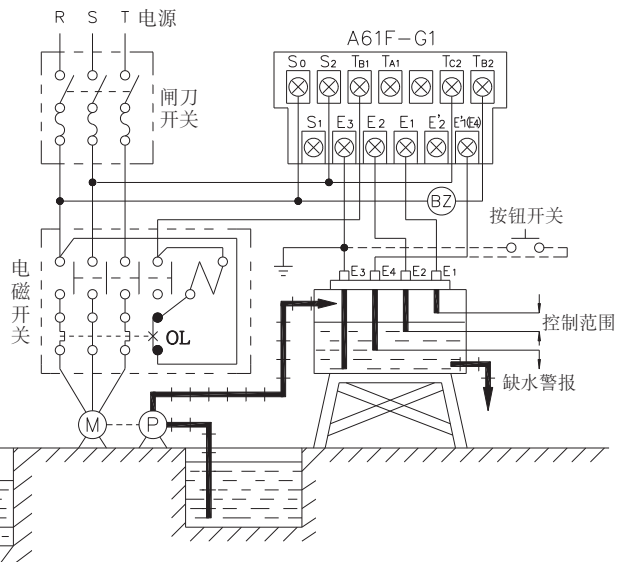 R S T 电源
A61F-G1
S0 S2 TB1 TA1 TC2 TB2
闸刀
开关
S1 E3 E2 E1 E'2 E'1(E4)
BZ
按钮开关
电磁开关
E3 E4 E2 E1
控制范围
OL
缺水警报
M P